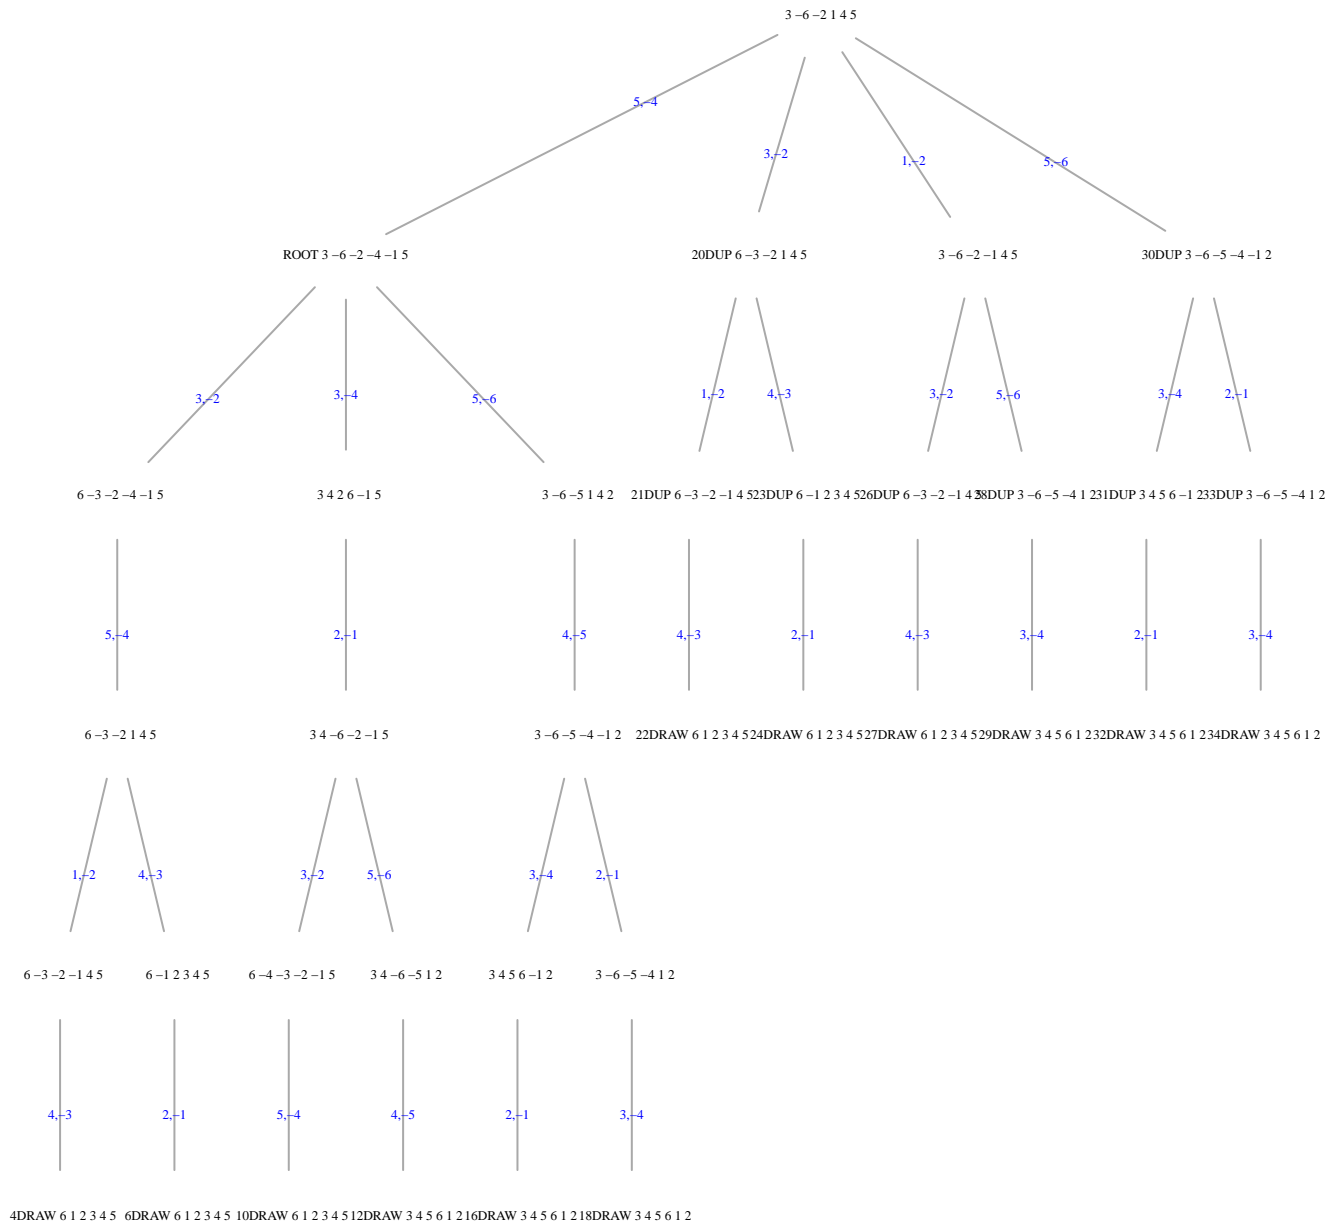 3 −6 −2 1 4 5
5,−4
3,−2
1,−2
5,−6
ROOT 3 −6 −2 −4 −1 5
20DUP 6 −3 −2 1 4 5
3 −6 −2 −1 4 5
30DUP 3 −6 −5 −4 −1 2
3,−2
3,−4
5,−6
1,−2
4,−3
3,−2
5,−6
3,−4
2,−1
6 −3 −2 −4 −1 5
3 4 2 6 −1 5
3 −6 −5 1 4 2
21DUP 6 −3 −2 −1 4 5
23DUP 6 −1 2 3 4 5
26DUP 6 −3 −2 −1 4 5
28DUP 3 −6 −5 −4 1 2
31DUP 3 4 5 6 −1 2
33DUP 3 −6 −5 −4 1 2
5,−4
2,−1
4,−5
4,−3
2,−1
4,−3
3,−4
2,−1
3,−4
6 −3 −2 1 4 5
3 4 −6 −2 −1 5
3 −6 −5 −4 −1 2
22DRAW 6 1 2 3 4 5
24DRAW 6 1 2 3 4 5
27DRAW 6 1 2 3 4 5
29DRAW 3 4 5 6 1 2
32DRAW 3 4 5 6 1 2
34DRAW 3 4 5 6 1 2
1,−2
4,−3
3,−2
5,−6
3,−4
2,−1
6 −3 −2 −1 4 5
6 −1 2 3 4 5
6 −4 −3 −2 −1 5
3 4 −6 −5 1 2
3 4 5 6 −1 2
3 −6 −5 −4 1 2
4,−3
2,−1
5,−4
4,−5
2,−1
3,−4
4DRAW 6 1 2 3 4 5
6DRAW 6 1 2 3 4 5
10DRAW 6 1 2 3 4 5
12DRAW 3 4 5 6 1 2
16DRAW 3 4 5 6 1 2
18DRAW 3 4 5 6 1 2